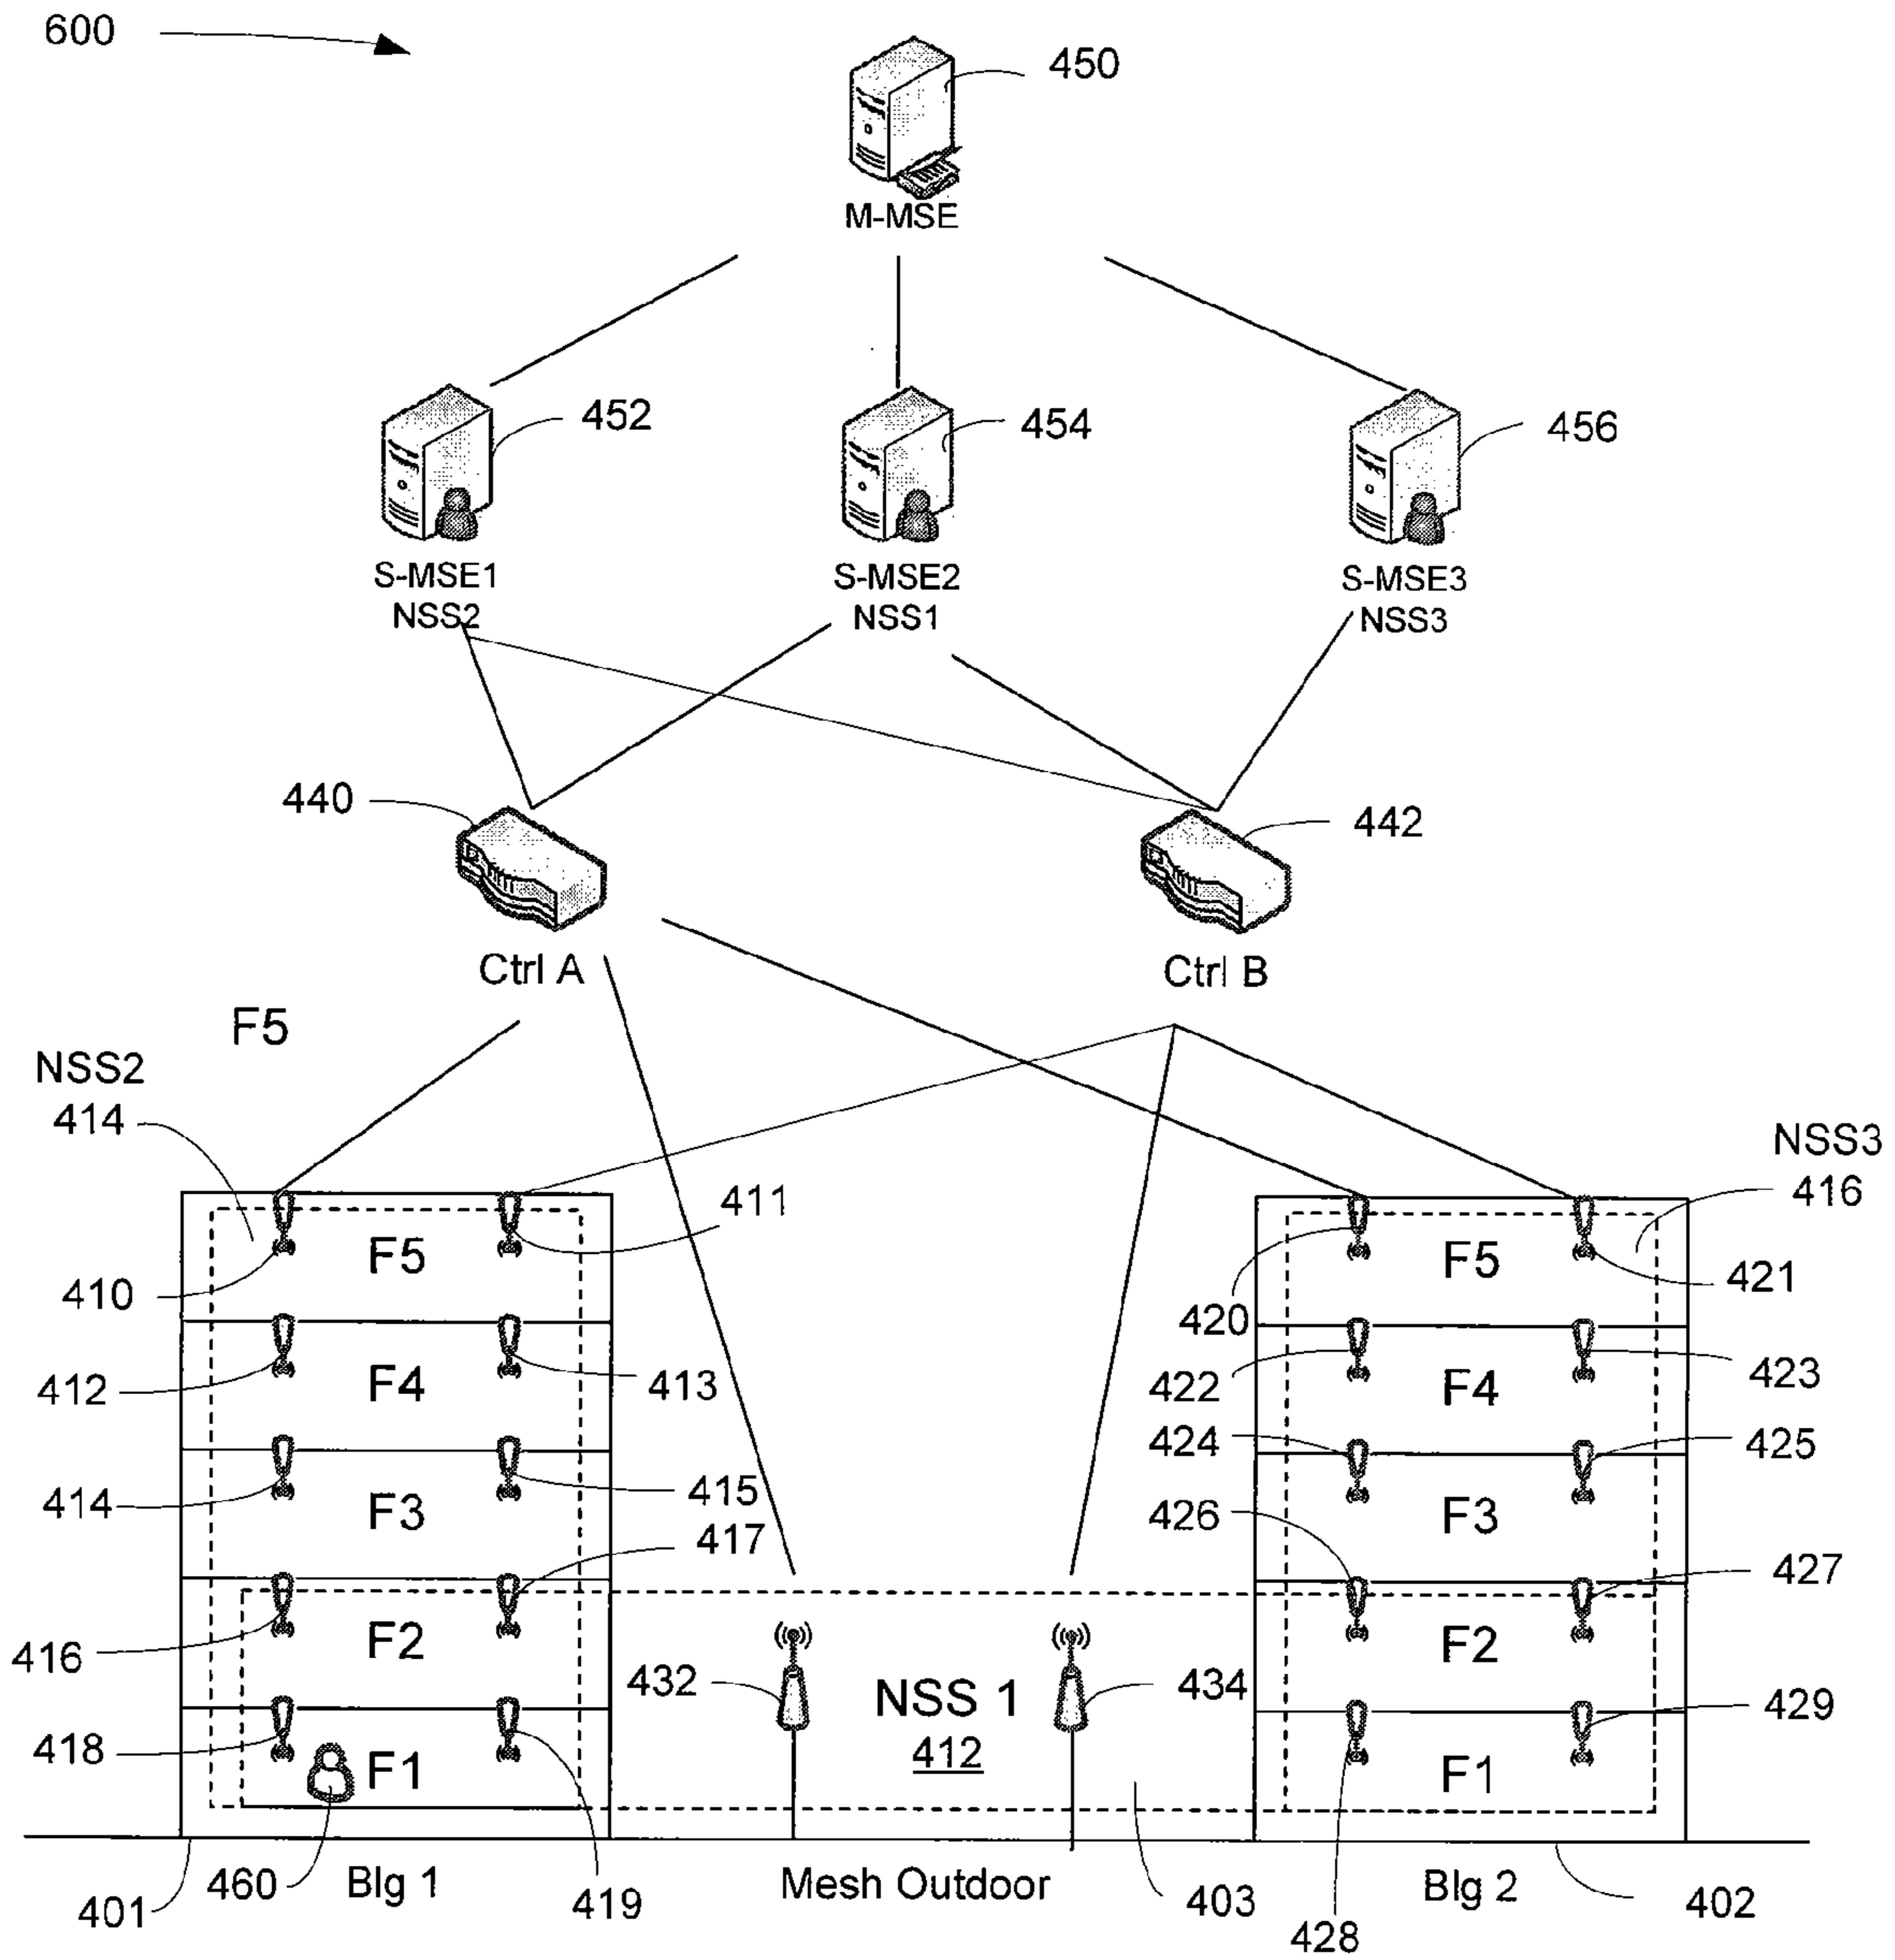 600
450
M-MSE
452
454
456
S-MSE1
NSS2
S-MSE2
NSS1
S-MSE3
NSS3
440
442
Ctrl A
Ctrl B
F5
NSS2
414
NSS3
416
411
F5
F5
410
420
421
412
F4
413
422
F4
423
424
425
414
F3
415
426
F3
417
427
416
F2
F2
432
NSS 1
434
412
429
418
F1
F1
401
460
Blg 1
419
Mesh Outdoor
403
Blg 2
428
402